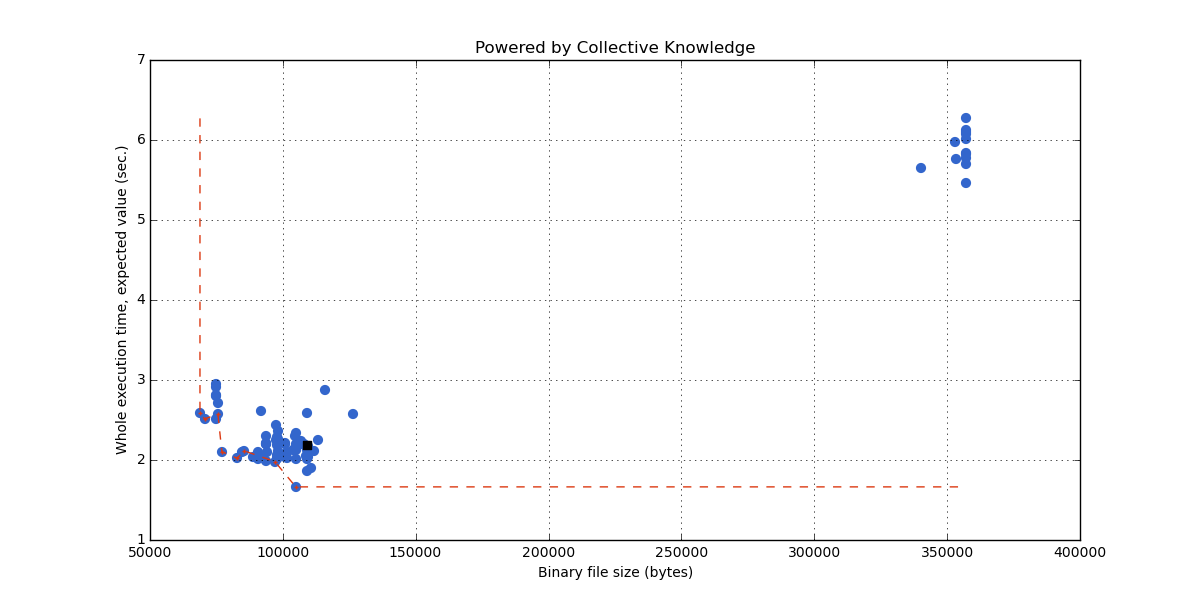 Powered by Collective Knowledge
7
6
5
4
3
2
1
Whole execution time, expected value (sec.)
50000 100000 150000 200000 250000 300000 350000 400000
Binary file size (bytes)